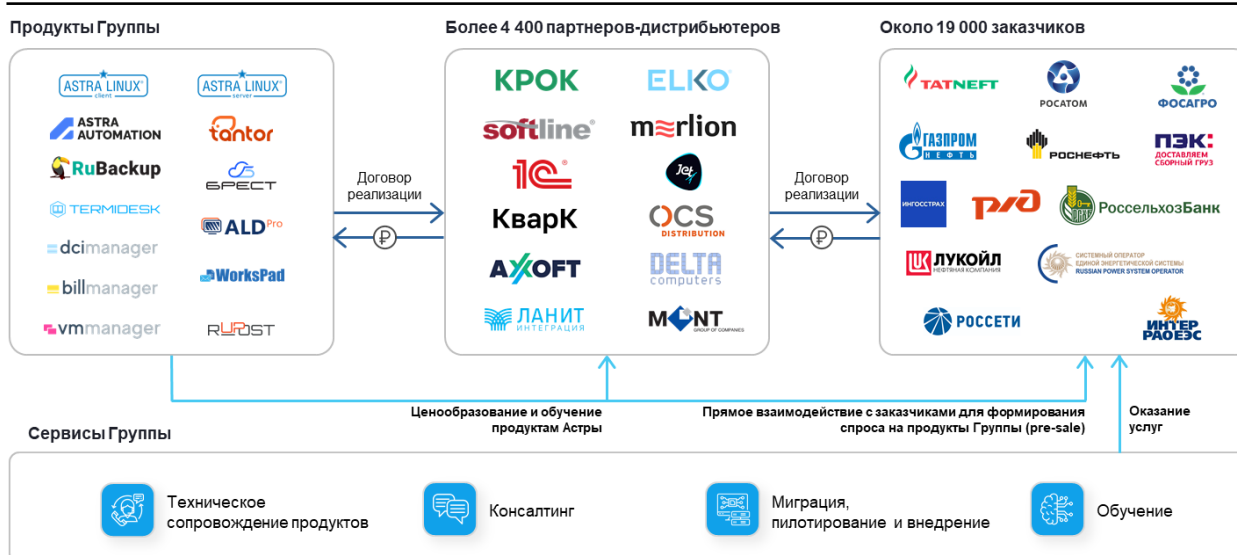 Продукты Группы
Более 4 400 партнеров-дистрибьютеров
Около 19 000 заказчиков
ASTRA LINUX®
client
ASTRA LINUX®
server
ASTRA
AUTOMATION
tantor
RuBackup
БРЕСТ
TERMIDESK
ALD Pro
dcimanager
billmanager
WorksPad
vmmanager
RUPOST
Договор
реализации
₽
КРОК
ELKO®
softline®
merlion
1С®
Jet
КварК
OCS
DISTRIBUTION
AXOFT
DELTA
computers
ЛАНИТ
ИНТЕГРАЦИЯ
MONT
GROUP OF COMPANIES
Договор
реализации
₽
TATNEFT
РОСАТОМ
ФОСАГРО
ГАЗПРОМ
НЕФТЬ
РОСНЕФТЬ
ПЭК:
ДОСТАВЛЯЕМ
СБОРНЫЙ ГРУЗ
ИНГОССТРАХ
РЖД
РоссельхозБанк
ЛУКОЙЛ
НЕФТЯНАЯ КОМПАНИЯ
СИСТЕМНЫЙ ОПЕРАТОР
ЕДИНОЙ ЭНЕРГЕТИЧЕСКОЙ СИСТЕМЫ
RUSSIAN POWER SYSTEM OPERATOR
РОССЕТИ
ИНТЕР
РАОЕЭС
Ценообразование и обучение
продуктам Астры
Прямое взаимодействие с заказчиками для формирования
спроса на продукты Группы (pre-sale)
Оказание
услуг
Сервисы Группы
Техническое
сопровождение продуктов
Консалтинг
Миграция,
пилотирование и внедрение
Обучение